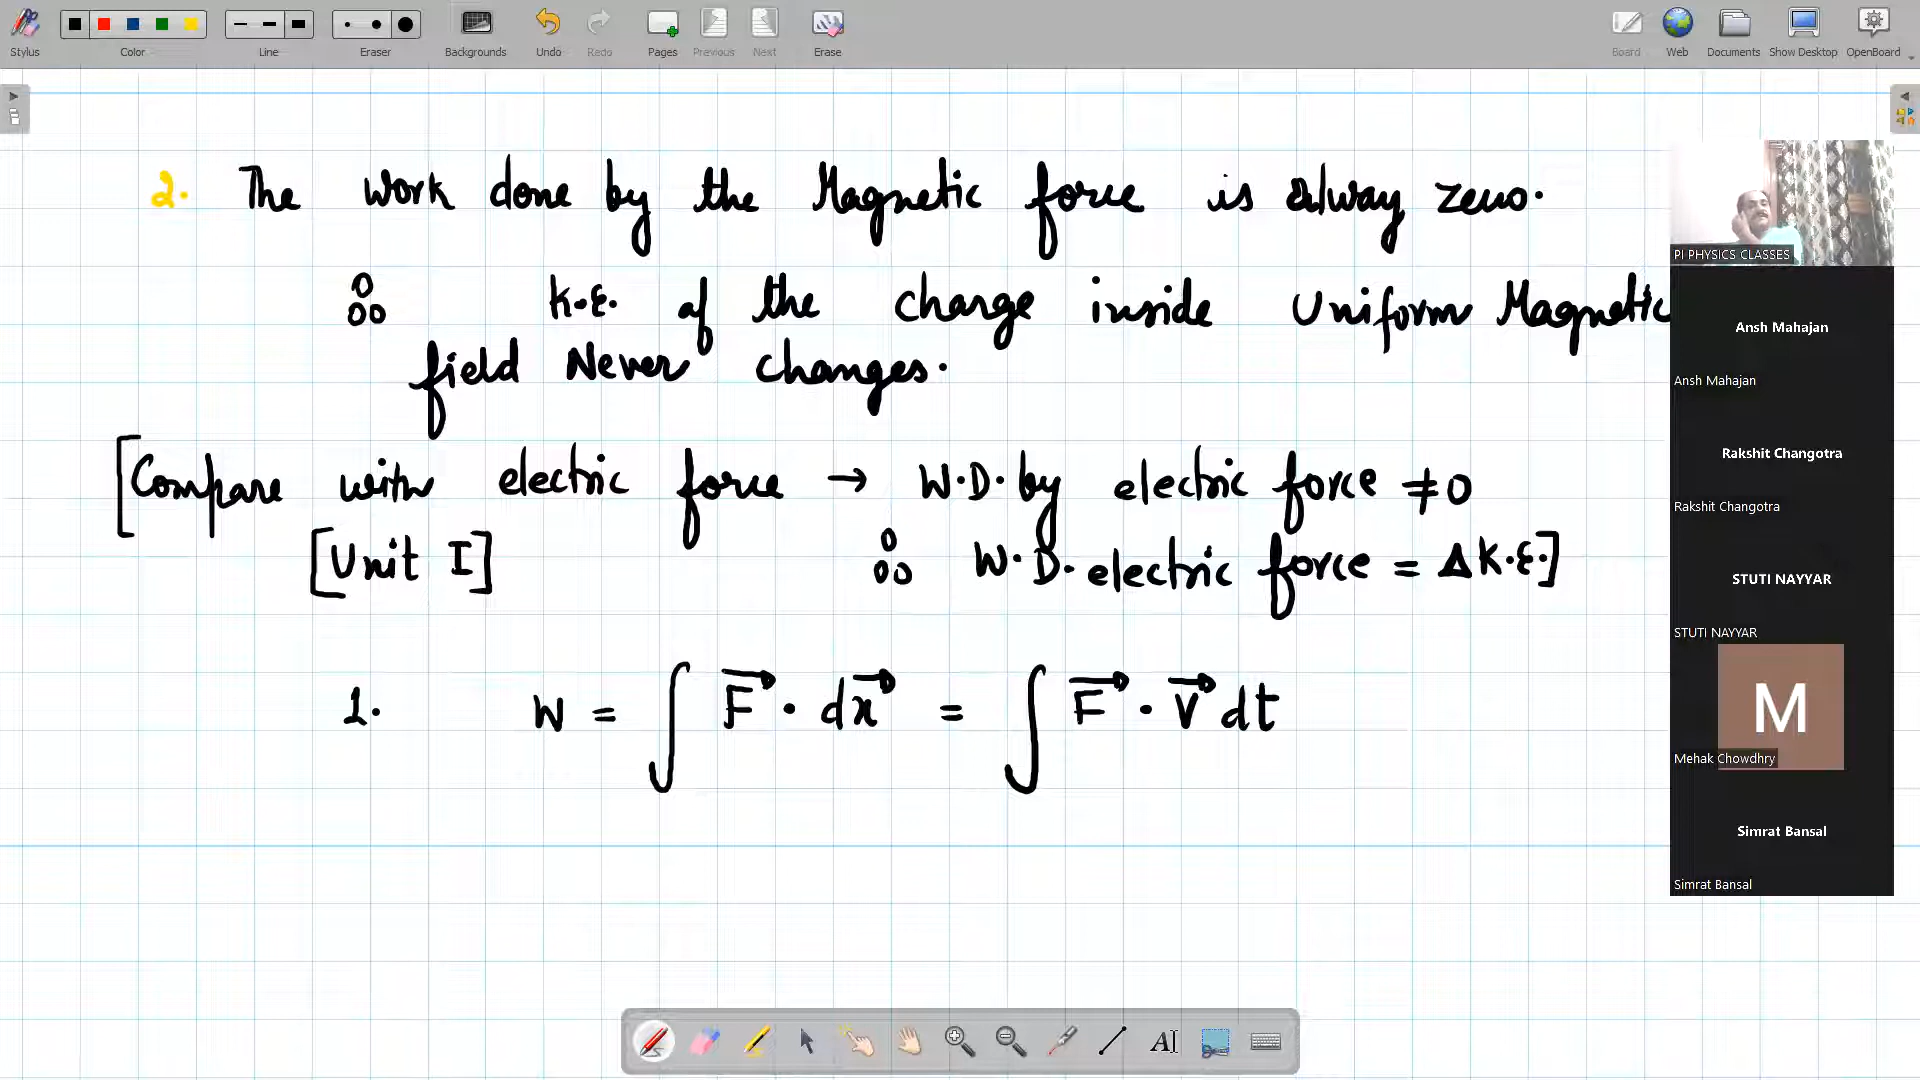 Stylus
Color
Line
Eraser
Backgrounds
Undo
Redo
Pages
Previous
Next
Erase
Board
Web
Documents
Show Desktop
OpenBoard
2. The work done by the Magnetic force is alway zero.
∴ K.E. of the charge inside Uniform Magnetic
field Never changes.
[Compare with electric force → W.D. by electric force ≠ 0
[Unit I] ∴ W.D. electric force = ΔK.E.]
1. W = ∫ F⃗ · dx⃗ = ∫ F⃗ · V⃗ dt
PI PHYSICS CLASSES
Ansh Mahajan
Ansh Mahajan
Rakshit Changotra
Rakshit Changotra
STUTI NAYYAR
STUTI NAYYAR
M
Mehak Chowdhry
Simrat Bansal
Simrat Bansal
AI